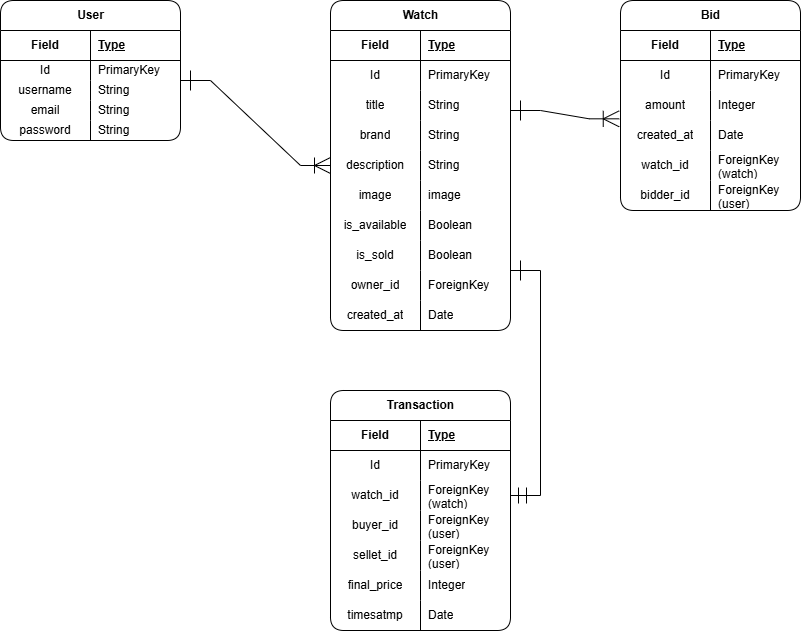 User
Field Type
Id PrimaryKey
username String
email String
password String
Watch
Field Type
Id PrimaryKey
title String
brand String
description String
image image
is_available Boolean
is_sold Boolean
owner_id ForeignKey
created_at Date
Bid
Field Type
Id PrimaryKey
amount Integer
created_at Date
watch_id ForeignKey
(watch)
bidder_id ForeignKey
(user)
Transaction
Field Type
Id PrimaryKey
watch_id ForeignKey
(watch)
buyer_id ForeignKey
(user)
sellet_id ForeignKey
(user)
final_price Integer
timesatmp Date